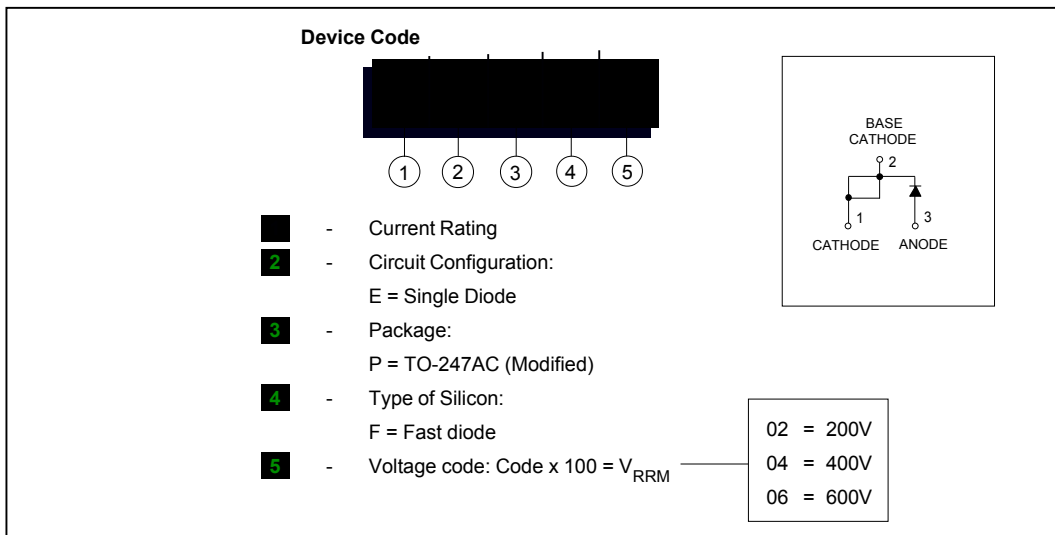 Device Code
1 2 3 4 5
- Current Rating
2 - Circuit Configuration:
E = Single Diode
3 - Package:
P = TO-247AC (Modified)
4 - Type of Silicon:
F = Fast diode
5 - Voltage code: Code x 100 = VRRM
02 = 200V
04 = 400V
06 = 600V
BASE
CATHODE
2
1 3
CATHODE ANODE